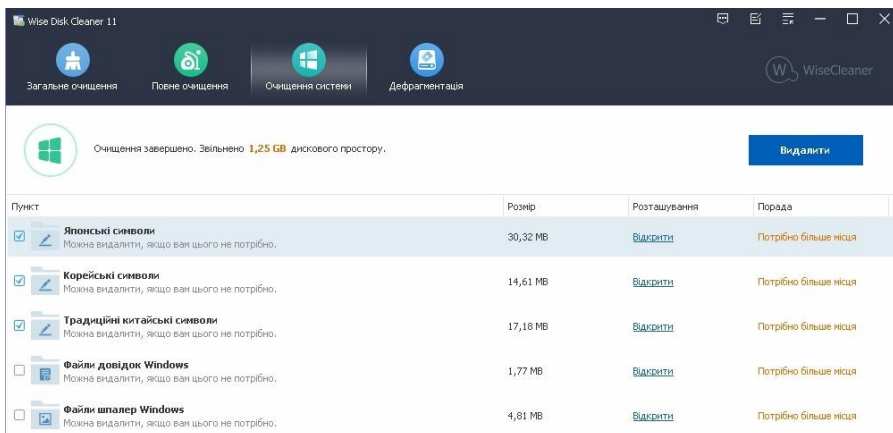 Wise Disk Cleaner 11
Загальне очищення Повне очищення Очищення системи Дефрагментація
W WiseCleaner
Очищення завершено. Звільнено 1,25 GB дискового простору.
Видалити
Пункт Розмір Розташування Порада
Японські символи
Можна видалити, якщо вам цього не потрібно.
30,32 MB Відкрити Потрібно більше місця
Корейські символи
Можна видалити, якщо вам цього не потрібно.
14,61 MB Відкрити Потрібно більше місця
Традиційні китайські символи
Можна видалити, якщо вам цього не потрібно.
17,18 MB Відкрити Потрібно більше місця
Файли довідок Windows
Можна видалити, якщо вам цього не потрібно.
1,77 MB Відкрити Потрібно більше місця
Файли шпалер Windows
Можна видалити, якщо вам цього не потрібно.
4,81 MB Відкрити Потрібно більше місця